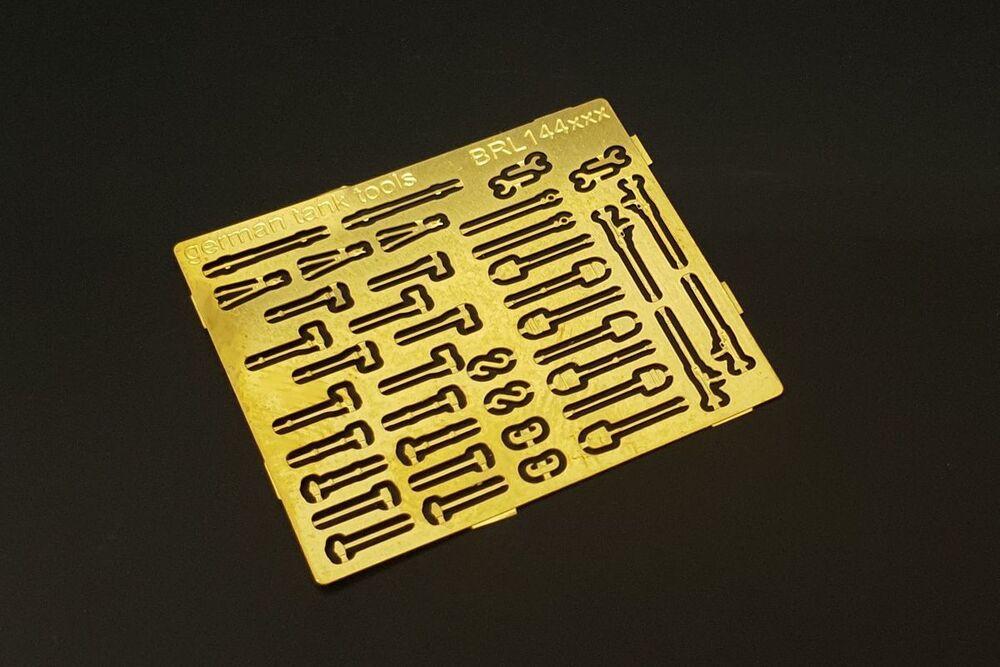 german tank tools
BRL144xxx